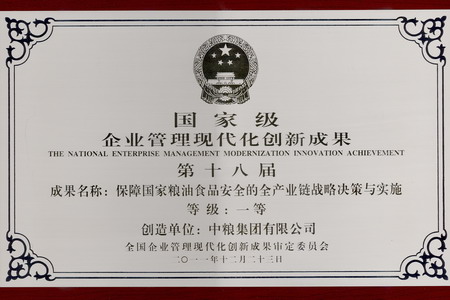 国家级
企业管理现代化创新成果
THE NATIONAL ENTERPRISE MANAGEMENT MODERNIZATION INNOVATION ACHIEVEMENT
第十八届
成果名称：保障国家粮油食品安全的全产业链战略决策与实施
等级：一等
创造单位：中粮集团有限公司
全国企业管理现代化创新成果审定委员会
二〇一一年十二月二十三日